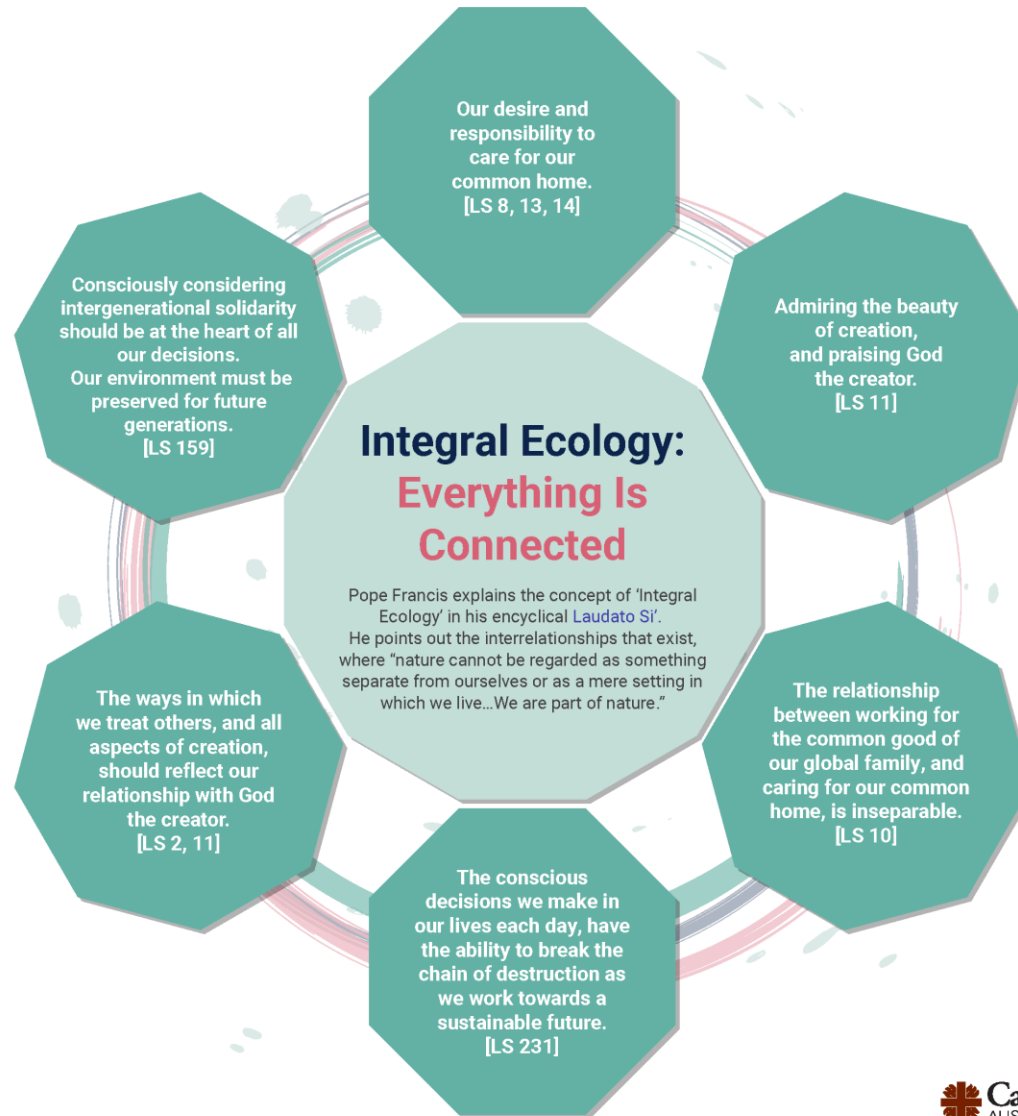 Our desire and
responsibility to
care for our
common home.
[LS 8, 13, 14]
Admiring the beauty
of creation,
and praising God
the creator.
[LS 11]
Consciously considering
intergenerational solidarity
should be at the heart of all
our decisions.
Our environment must be
preserved for future
generations.
[LS 159]
Integral Ecology:
Everything Is
Connected
Pope Francis explains the concept of ‘Integral
Ecology’ in his encyclical Laudato Si’.
He points out the interrelationships that exist,
where “nature cannot be regarded as something
separate from ourselves or as a mere setting in
which we live...We are part of nature.”
The relationship
between working for
the common good of
our global family, and
caring for our common
home, is inseparable.
[LS 10]
The ways in which
we treat others, and all
aspects of creation,
should reflect our
relationship with God
the creator.
[LS 2, 11]
The conscious
decisions we make in
our lives each day, have
the ability to break the
chain of destruction as
we work towards a
sustainable future.
[LS 231]